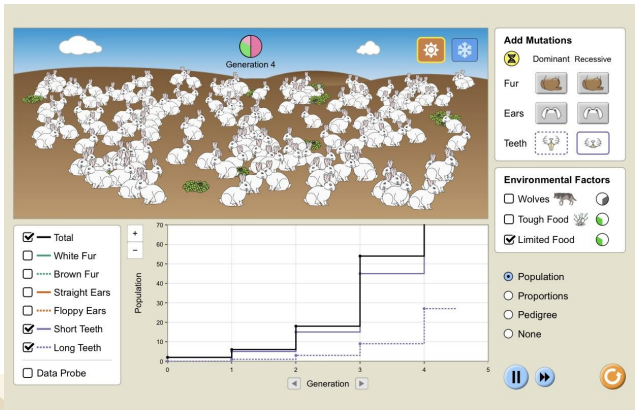 Generation 4
Add Mutations
Dominant Recessive
Fur
Ears
Teeth
Environmental Factors
Wolves
Tough Food
Limited Food
Total
White Fur
Brown Fur
Straight Ears
Floppy Ears
Short Teeth
Long Teeth
Data Probe
+
−
Population
70
60
50
40
30
20
10
0
0 1 2 3 4 5
Generation
Population
Proportions
Pedigree
None